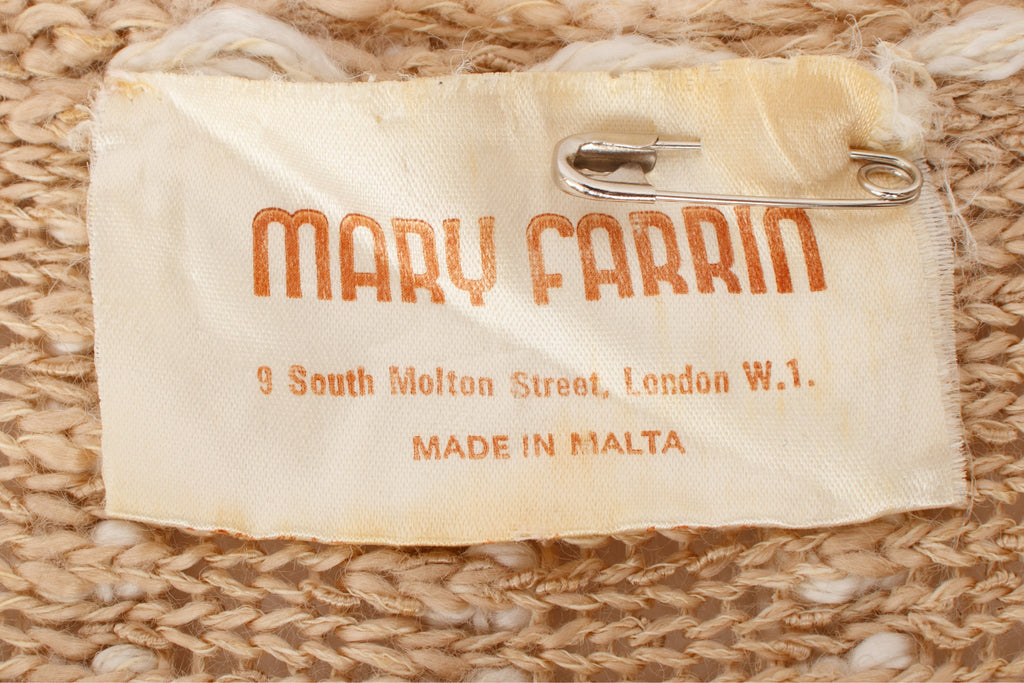 MARY FARRIN
9 South Molton Street, London W.1.
MADE IN MALTA